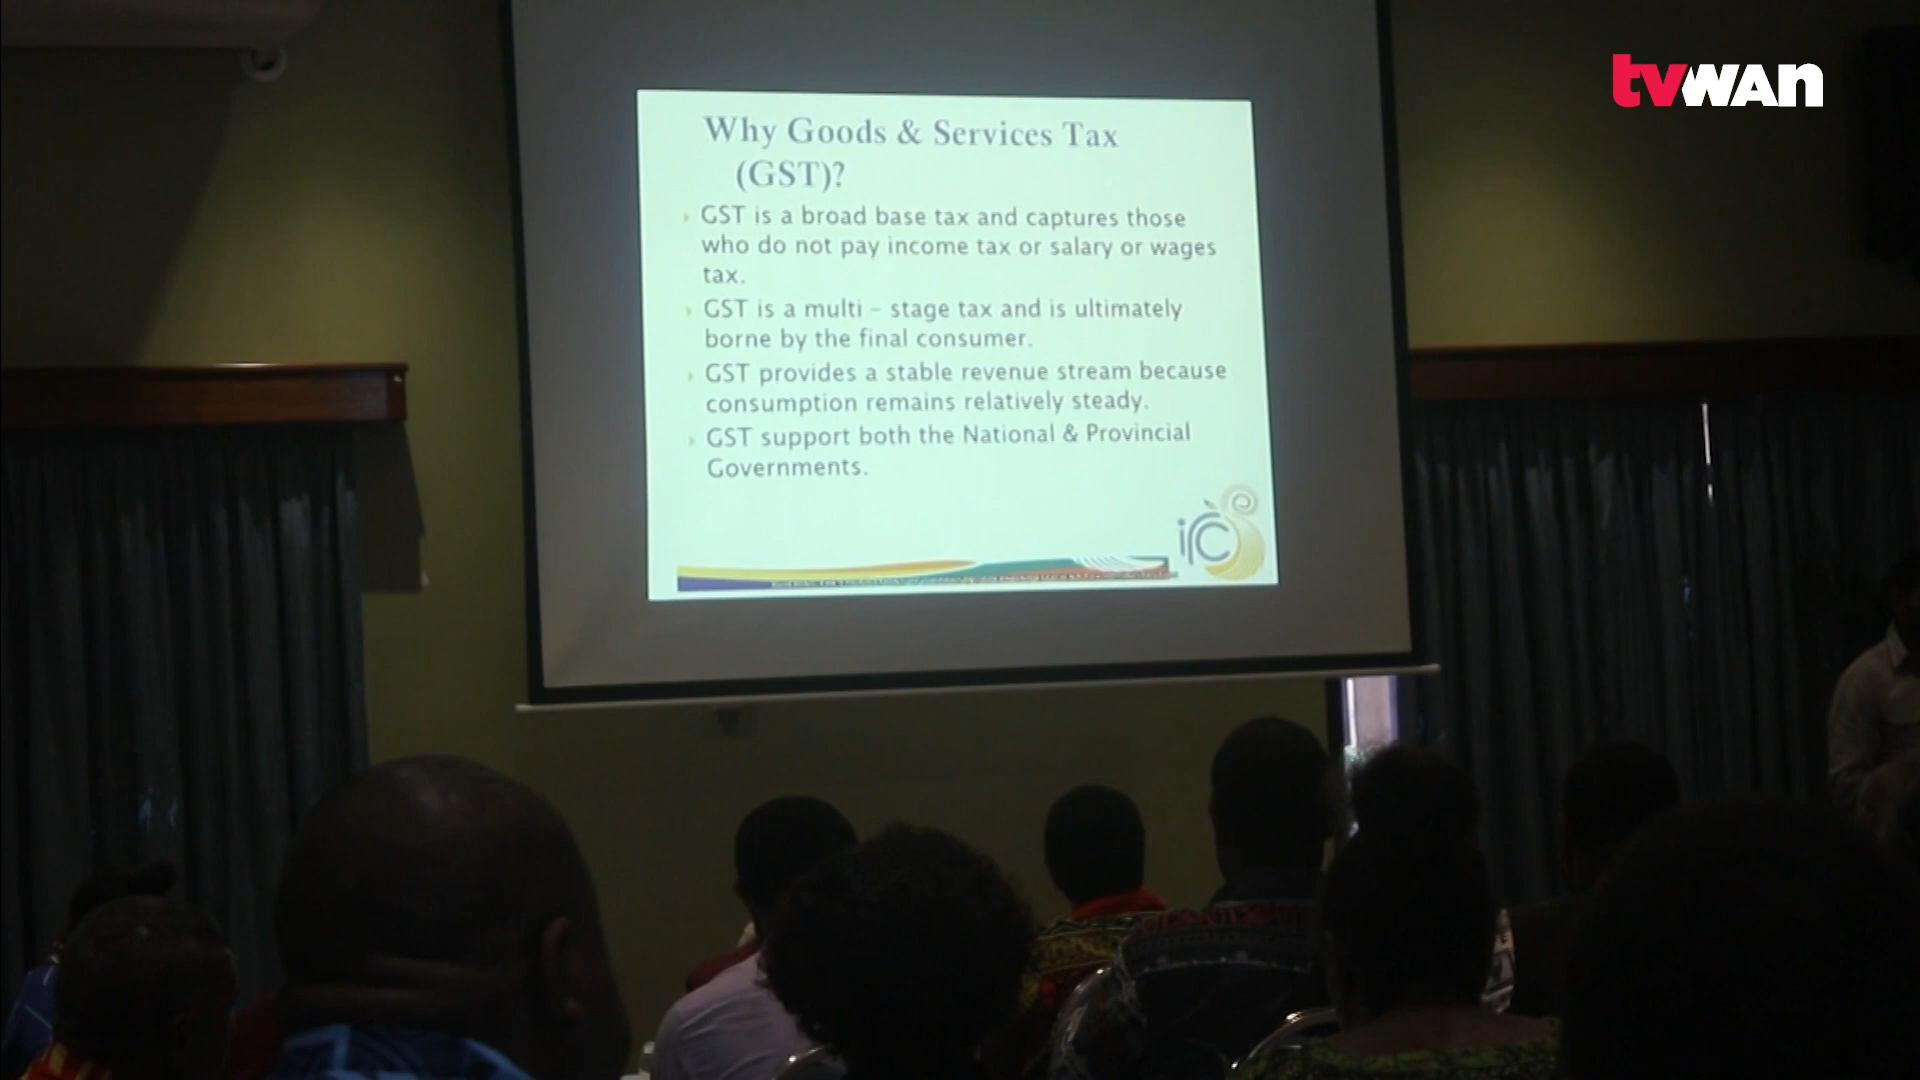 tvwan
Why Goods & Services Tax
(GST)?
GST is a broad base tax and captures those
who do not pay income tax or salary or wages
tax.
GST is a multi – stage tax and is ultimately
borne by the final consumer.
GST provides a stable revenue stream because
consumption remains relatively steady.
GST support both the National & Provincial
Governments.
irc